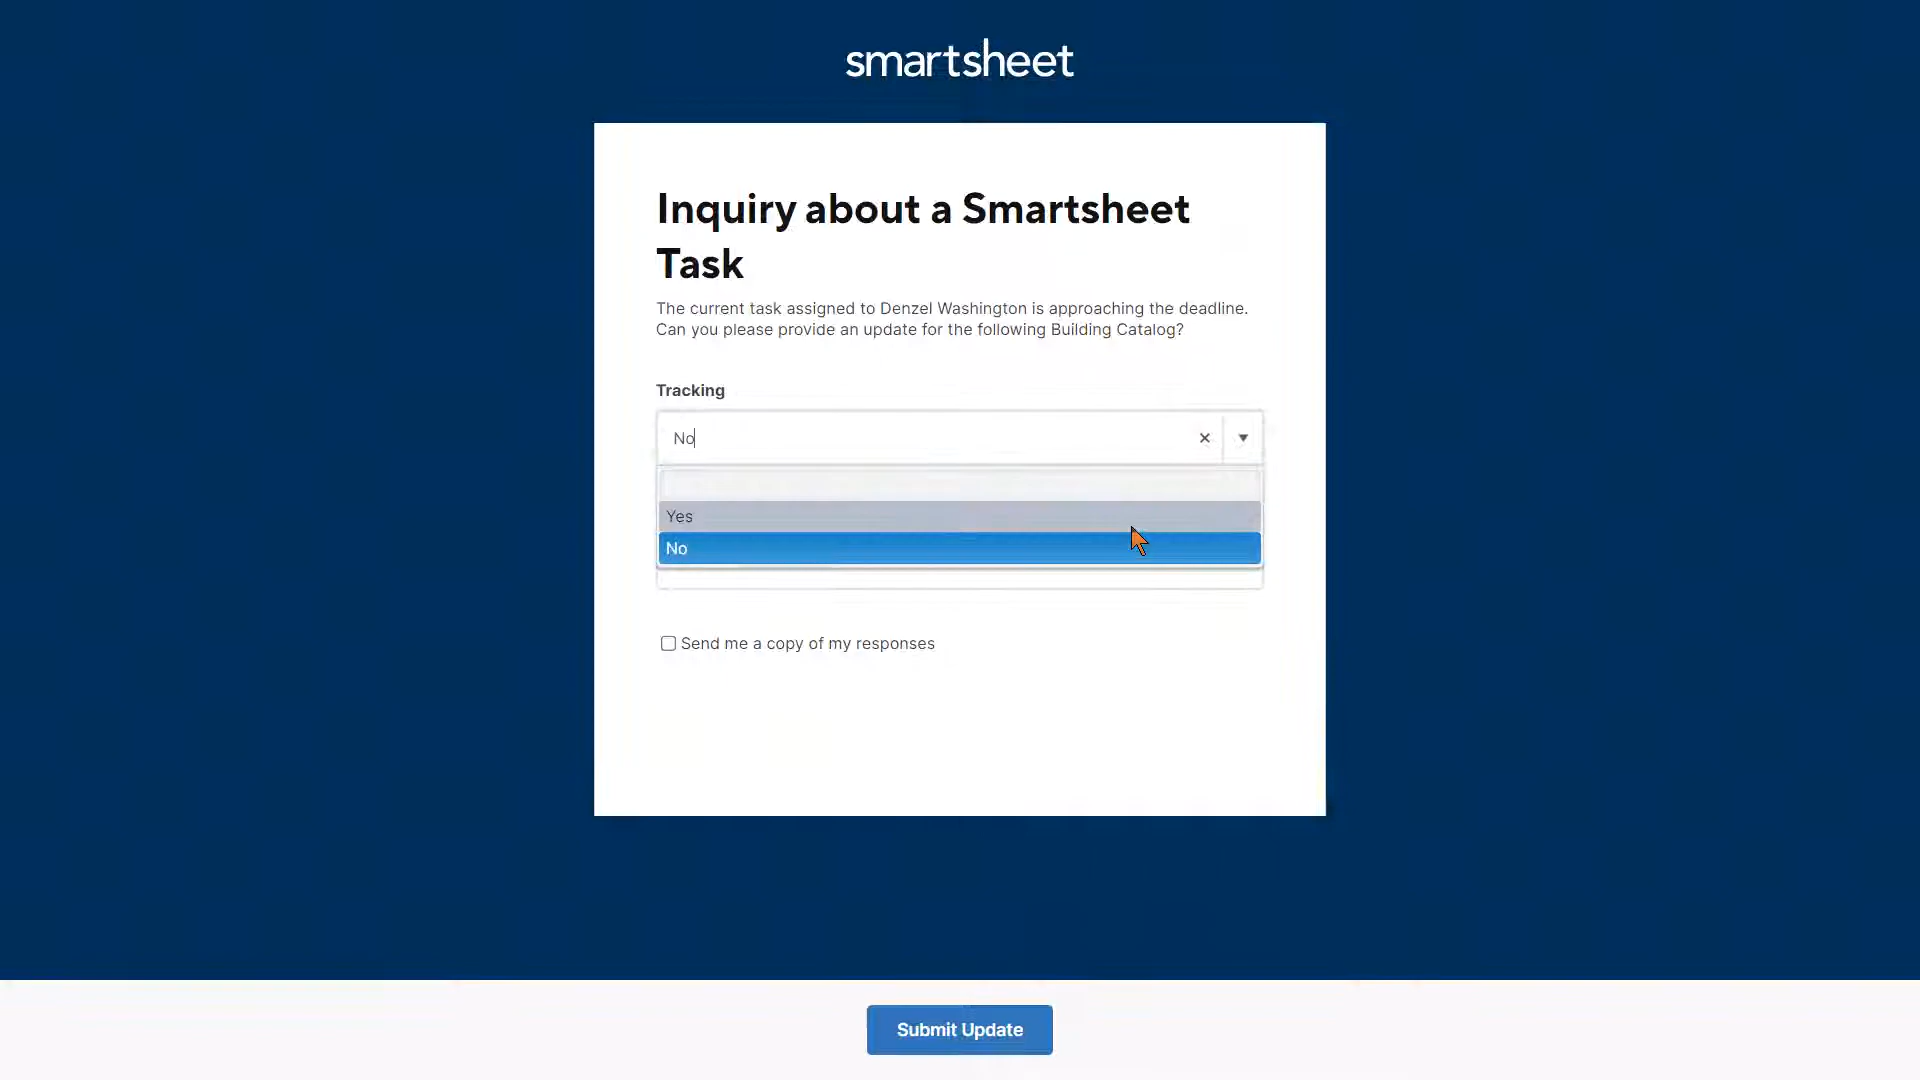 smartsheet
Inquiry about a Smartsheet
Task
The current task assigned to Denzel Washington is approaching the deadline.
Can you please provide an update for the following Building Catalog?
Tracking
No
Yes
No
Send me a copy of my responses
Submit Update